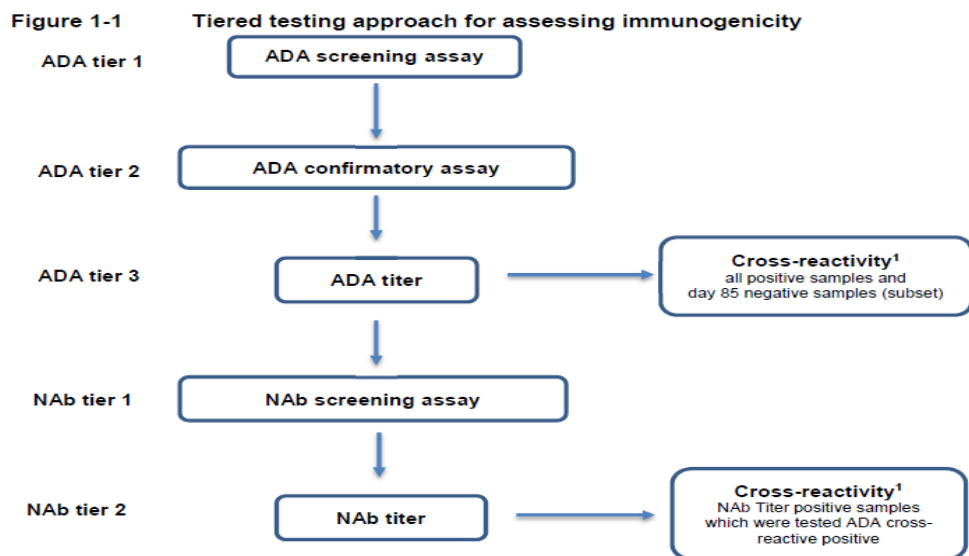 Figure 1-1 Tiered testing approach for assessing immunogenicity
ADA tier 1
ADA screening assay
ADA tier 2
ADA confirmatory assay
ADA tier 3
ADA titer
Cross-reactivity¹
all positive samples and
day 85 negative samples (subset)
NAb tier 1
NAb screening assay
NAb tier 2
NAb titer
Cross-reactivity¹
NAb Titer positive samples
which were tested ADA cross-
reactive positive